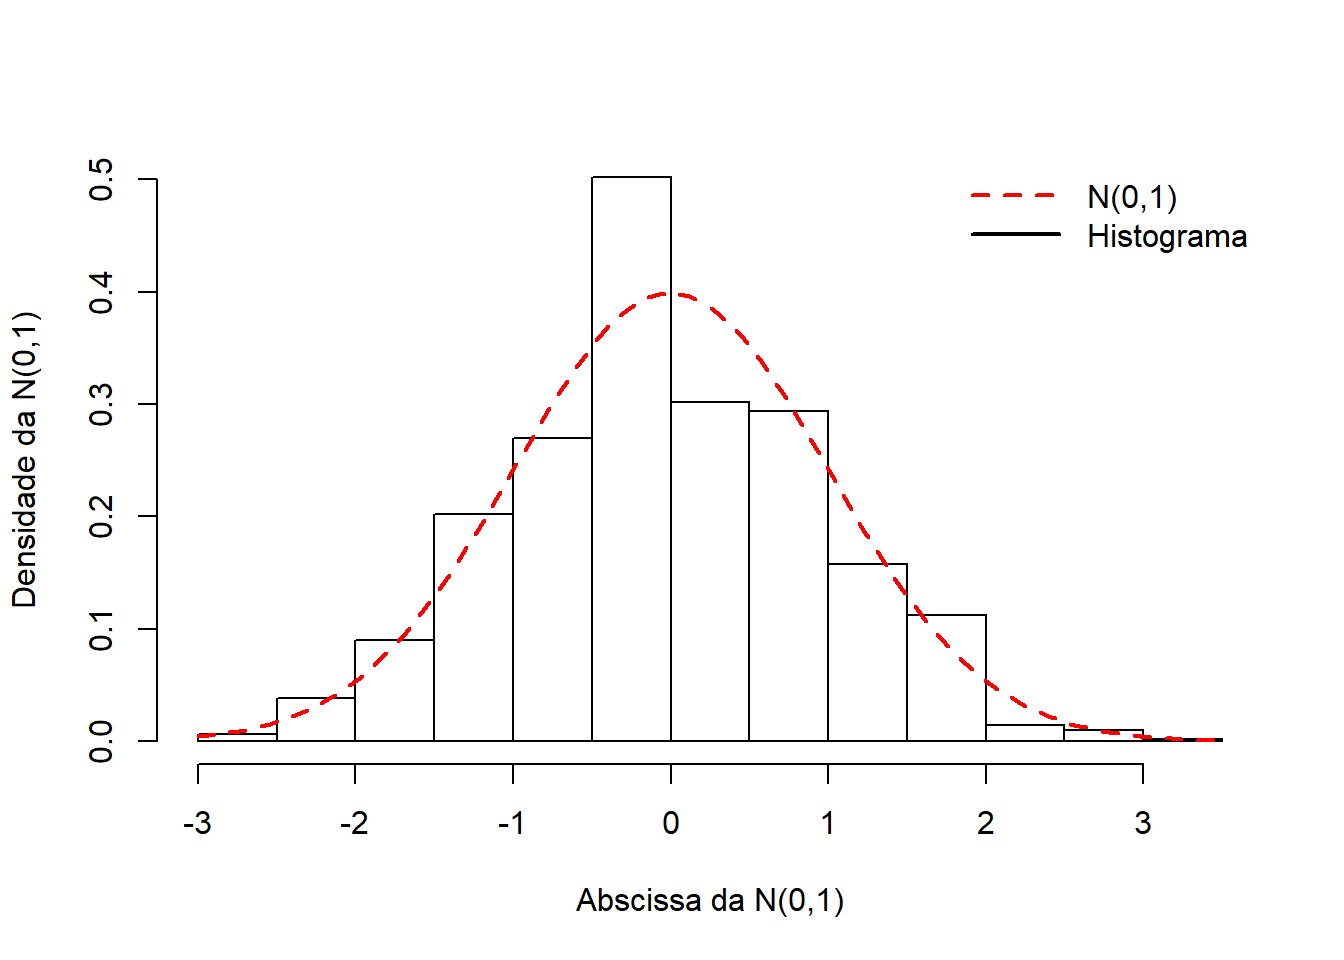 N(0,1)
Histograma
Densidade da N(0,1)
0.5
0.4
0.3
0.2
0.1
0.0
-3 -2 -1 0 1 2 3
Abscissa da N(0,1)